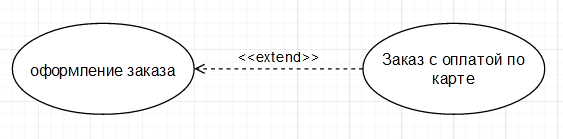 <<extend>>
оформление заказа
Заказ с оплатой по
карте